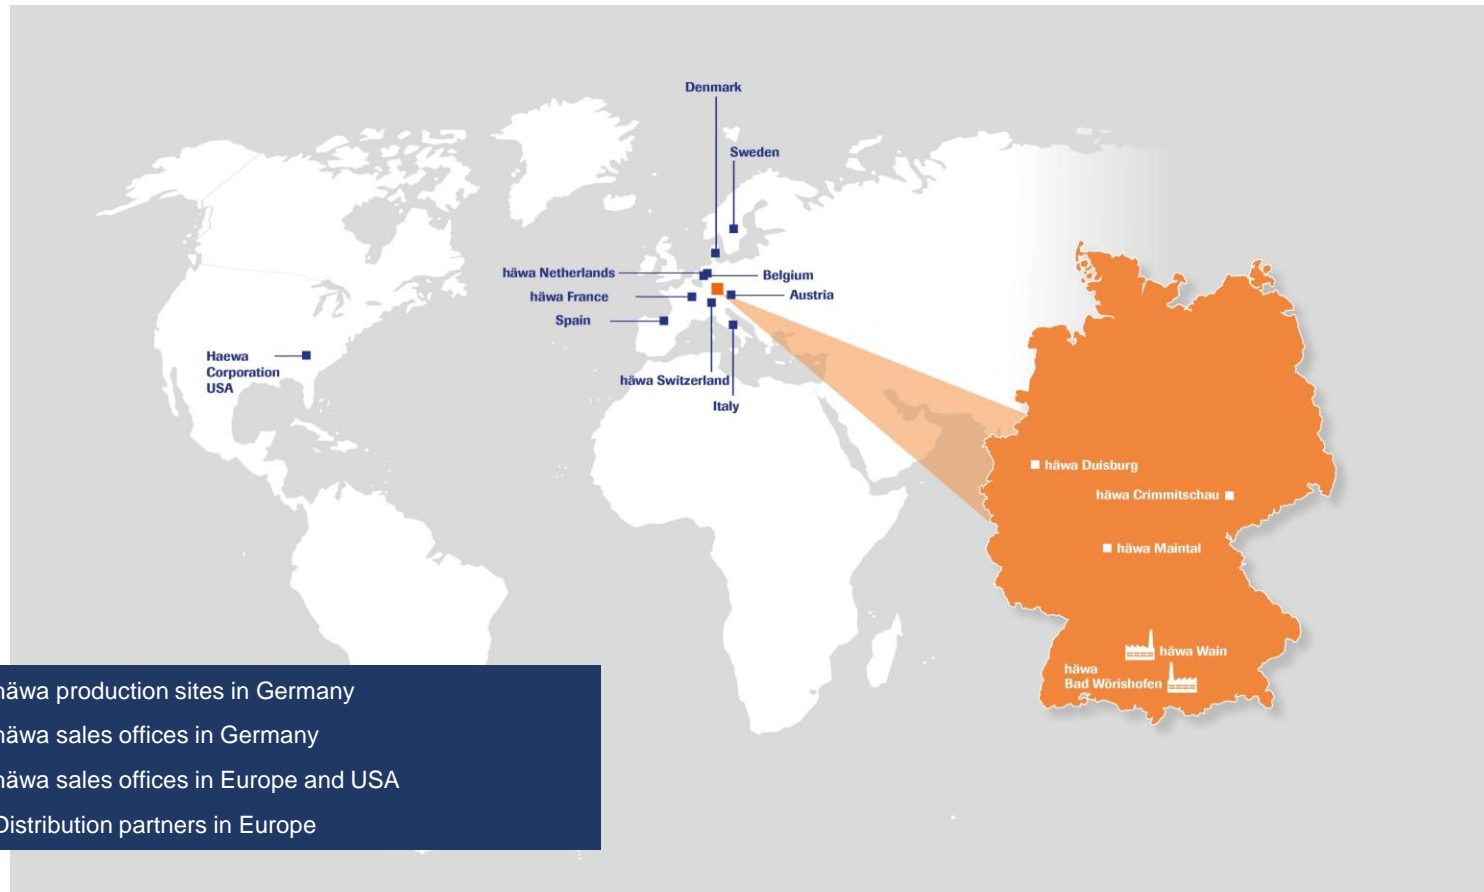 Denmark
Sweden
häwa Netherlands
Belgium
häwa France
Austria
Spain
Haewa
Corporation
USA
häwa Switzerland
Italy
häwa Duisburg
häwa Crimmitschau
häwa Maintal
häwa Wain
häwa
Bad Wörishofen
häwa production sites in Germany
häwa sales offices in Germany
häwa sales offices in Europe and USA
Distribution partners in Europe